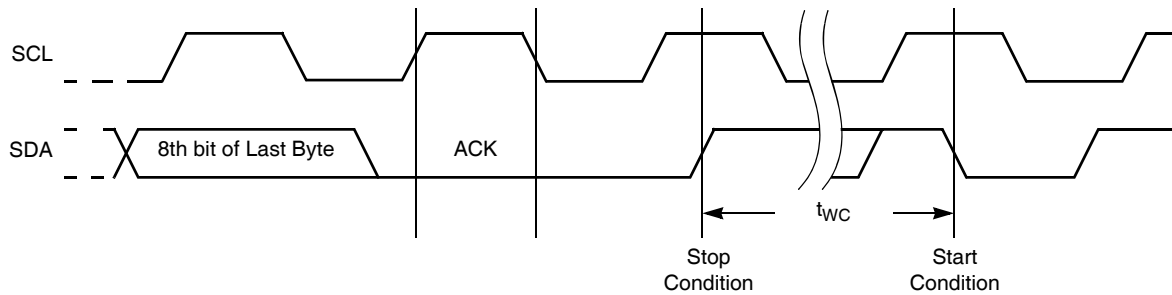 SCL
SDA
8th bit of Last Byte
ACK
tWC
Stop
Condition
Start
Condition